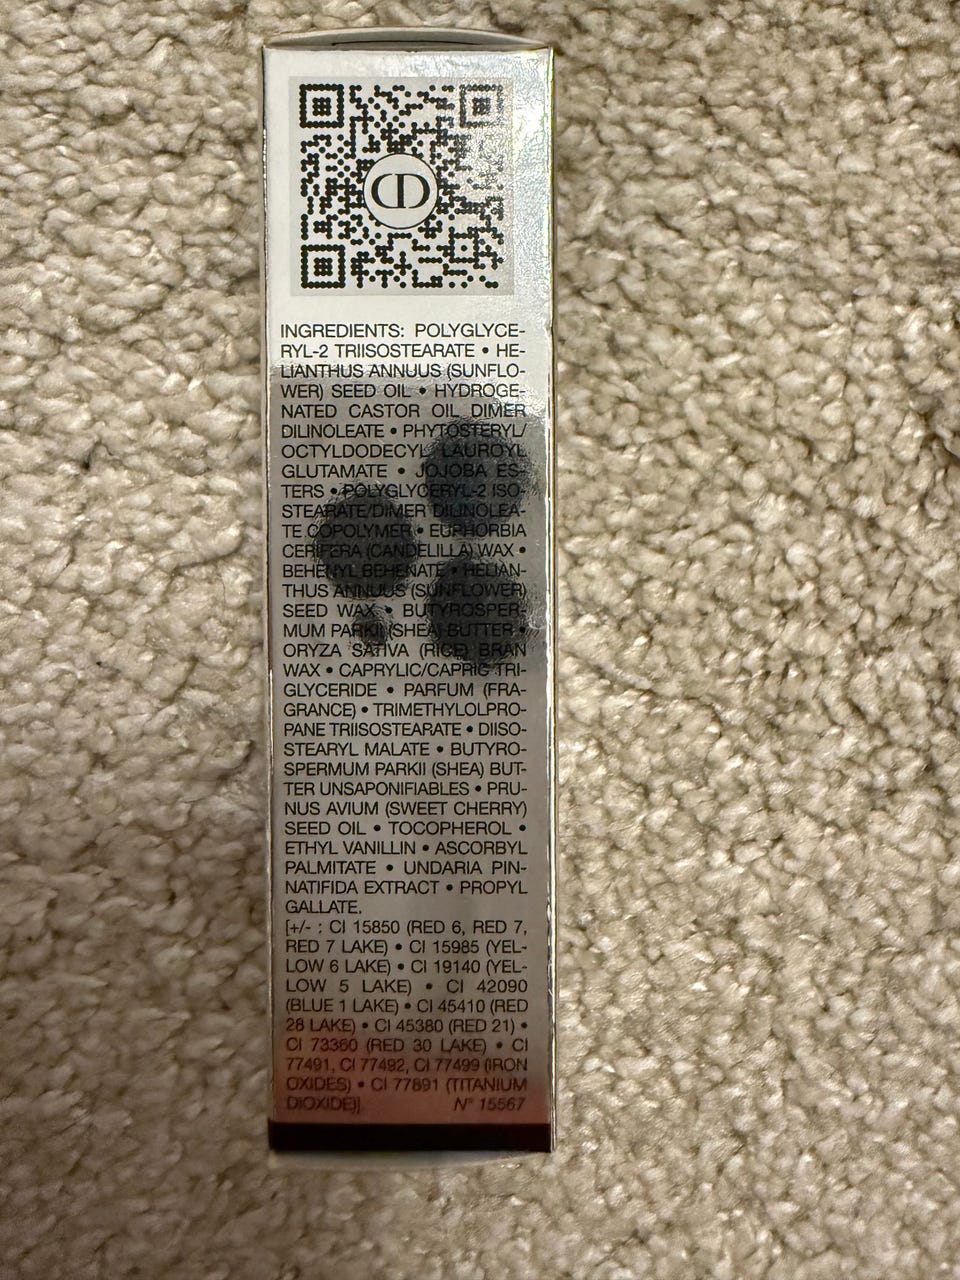 CD
INGREDIENTS: POLYGLYCE-
RYL-2 TRIISOSTEARATE • HE-
LIANTHUS ANNUUS (SUNFLO-
WER) SEED OIL • HYDROGE-
NATED CASTOR OIL DIMER
DILINOLEATE • PHYTOSTERYL/
OCTYLDODECYL LAUROYL
GLUTAMATE • JOJOBA ES-
TERS • POLYGLYCERYL-2 ISO-
STEARATE/DIMER DILINOLEA-
TE COPOLYMER • EUPHORBIA
CERIFERA (CANDELILLA) WAX •
BEHENYL BEHENATE • HELIAN-
THUS ANNUUS (SUNFLOWER)
SEED WAX • BUTYROSPER-
MUM PARKII (SHEA) BUTTER •
ORYZA SATIVA (RICE) BRAN
WAX • CAPRYLIC/CAPRIC TRI-
GLYCERIDE • PARFUM (FRA-
GRANCE) • TRIMETHYLOLPRO-
PANE TRIISOSTEARATE • DIISO-
STEARYL MALATE • BUTYRO-
SPERMUM PARKII (SHEA) BUT-
TER UNSAPONIFIABLES • PRU-
NUS AVIUM (SWEET CHERRY)
SEED OIL • TOCOPHEROL •
ETHYL VANILLIN • ASCORBYL
PALMITATE • UNDARIA PIN-
NATIFIDA EXTRACT • PROPYL
GALLATE.
[+/- : CI 15850 (RED 6, RED 7,
RED 7 LAKE) • CI 15985 (YEL-
LOW 6 LAKE) • CI 19140 (YEL-
LOW 5 LAKE) • CI 42090
(BLUE 1 LAKE) • CI 45410 (RED
28 LAKE) • CI 45380 (RED 21) •
CI 73360 (RED 30 LAKE) • CI
77491, CI 77492, CI 77499 (IRON
OXIDES) • CI 77891 (TITANIUM
DIOXIDE)] N° 15567